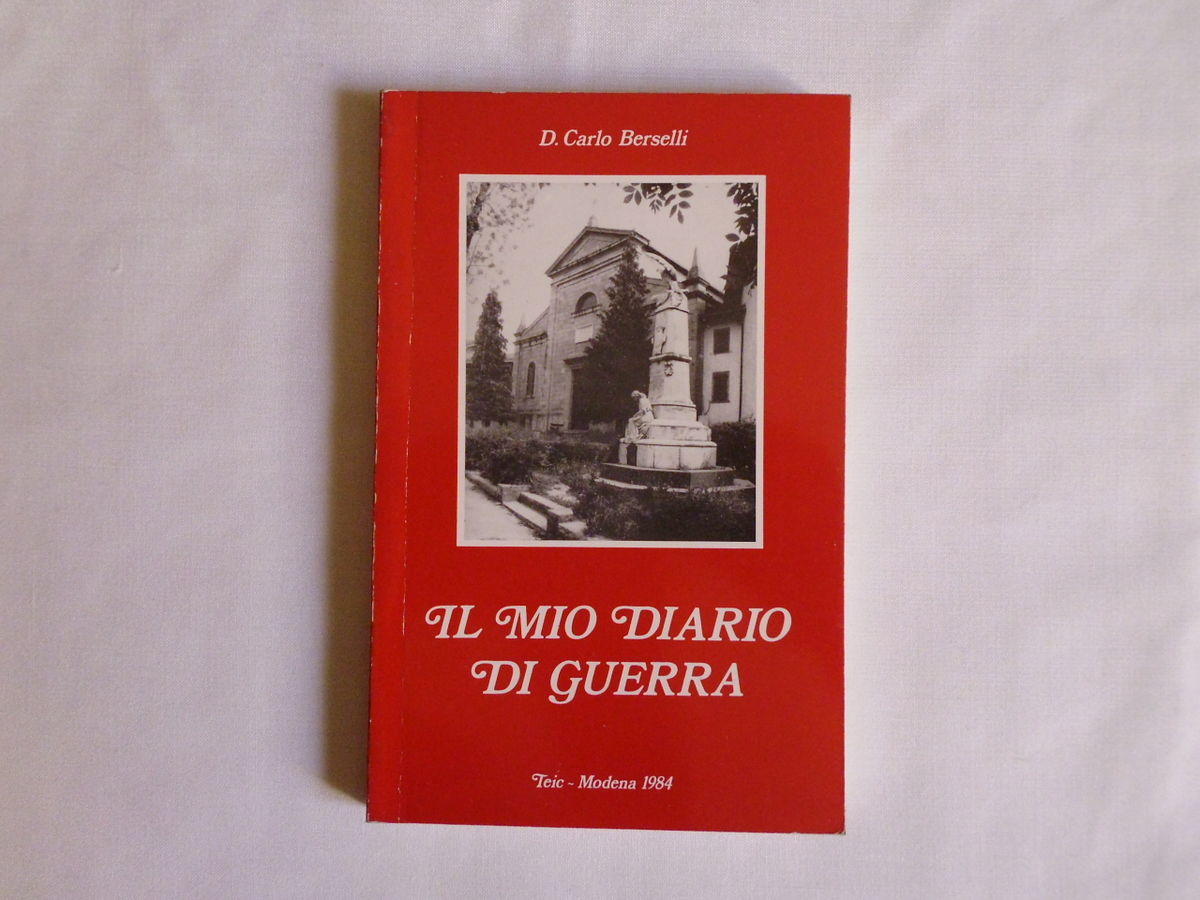 D. Carlo Berselli
IL MIO DIARIO
DI GUERRA
Teic ~ Modena 1984